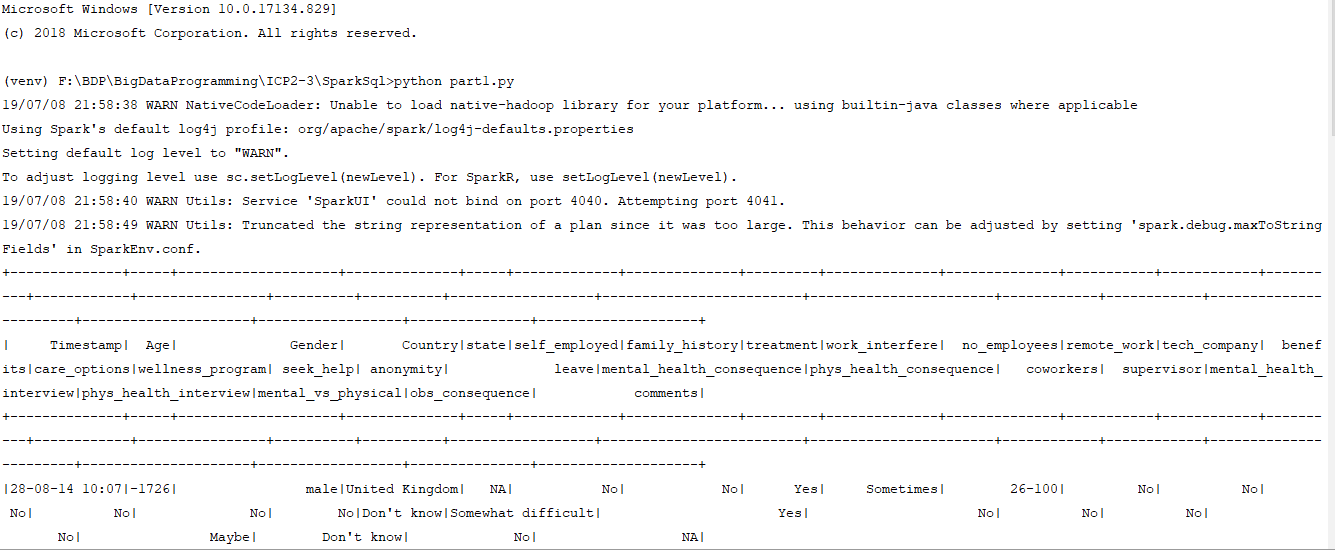 Microsoft Windows [Version 10.0.17134.829]
(c) 2018 Microsoft Corporation. All rights reserved.

(venv) F:\BDP\BigDataProgramming\ICP2-3\SparkSql>python part1.py
19/07/08 21:58:38 WARN NativeCodeLoader: Unable to load native-hadoop library for your platform... using builtin-java classes where applicable
Using Spark's default log4j profile: org/apache/spark/log4j-defaults.properties
Setting default log level to "WARN".
To adjust logging level use sc.setLogLevel(newLevel). For SparkR, use setLogLevel(newLevel).
19/07/08 21:58:40 WARN Utils: Service 'SparkUI' could not bind on port 4040. Attempting port 4041.
19/07/08 21:58:49 WARN Utils: Truncated the string representation of a plan since it was too large. This behavior can be adjusted by setting 'spark.debug.maxToString
Fields' in SparkEnv.conf.
+--------------+-----+--------------------+--------------+-----+-------------+--------------+---------+--------------+--------------+-----------+------------+-------
---+------------+----------------+----------+----------+------------------+-------------------------+-----------------------+------------+------------+--------------
---------+---------------------+------------------+---------------+--------------------+
|     Timestamp|  Age|              Gender|       Country|state|self_employed|family_history|treatment|work_interfere|  no_employees|remote_work|tech_company|  benef
its|care_options|wellness_program| seek_help| anonymity|             leave|mental_health_consequence|phys_health_consequence|   coworkers|  supervisor|mental_health_
interview|phys_health_interview|mental_vs_physical|obs_consequence|            comments|
+--------------+-----+--------------------+--------------+-----+-------------+--------------+---------+--------------+--------------+-----------+------------+-------
---+------------+----------------+----------+----------+------------------+-------------------------+-----------------------+------------+------------+--------------
---------+---------------------+------------------+---------------+--------------------+
|28-08-14 10:07|-1726|                male|United Kingdom|   NA|           No|            No|      Yes|     Sometimes|        26-100|         No|          No|
 No|          No|              No|        No|Don't know|Somewhat difficult|                      Yes|                     No|          No|          No|
       No|                Maybe|        Don't know|             No|                  NA|